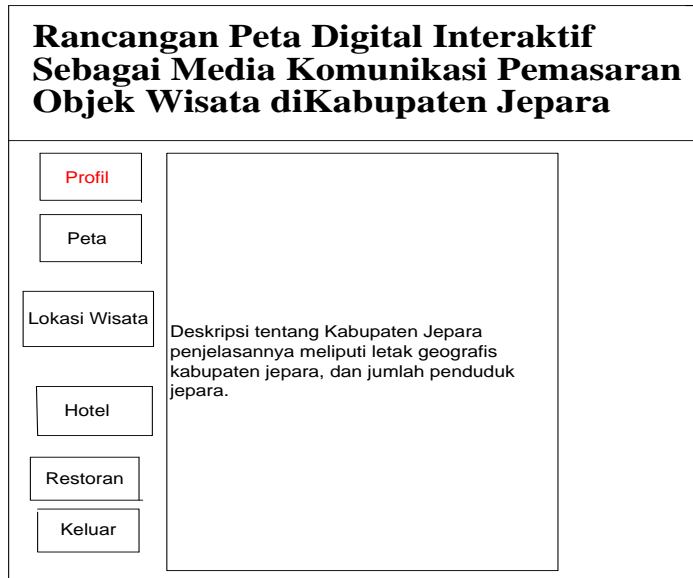 Rancangan Peta Digital Interaktif
Sebagai Media Komunikasi Pemasaran
Objek Wisata diKabupaten Jepara
Profil
Peta
Lokasi Wisata
Hotel
Restoran
Keluar
Deskripsi tentang Kabupaten Jepara
penjelasannya meliputi letak geografis
kabupaten jepara, dan jumlah penduduk
jepara.